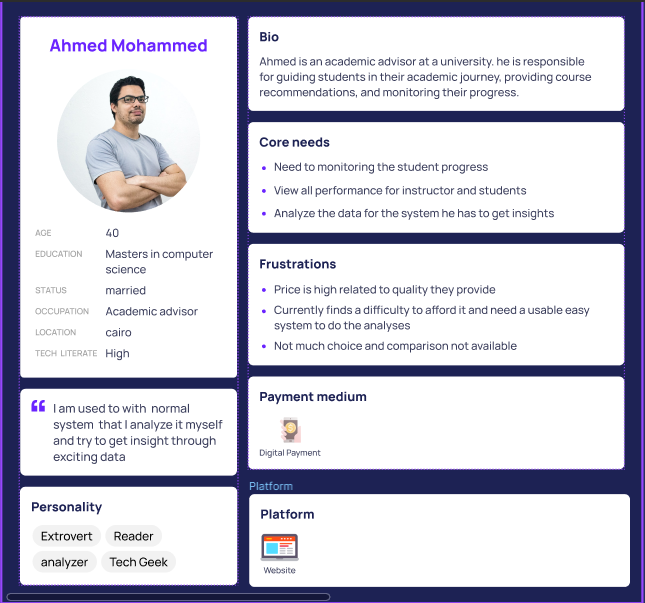 Ahmed Mohammed
AGE 40
EDUCATION Masters in computer
science
STATUS married
OCCUPATION Academic advisor
LOCATION cairo
TECH LITERATE High
I am used to with normal
system that I analyze it myself
and try to get insight through
exciting data
Personality
Extrovert Reader
analyzer Tech Geek
Bio
Ahmed is an academic advisor at a university. he is responsible
for guiding students in their academic journey, providing course
recommendations, and monitoring their progress.
Core needs
Need to monitoring the student progress
View all performance for instructor and students
Analyze the data for the system he has to get insights
Frustrations
Price is high related to quality they provide
Currently finds a difficulty to afford it and need a usable easy
system to do the analyses
Not much choice and comparison not available
Payment medium
Digital Payment
Platform
Platform
Website